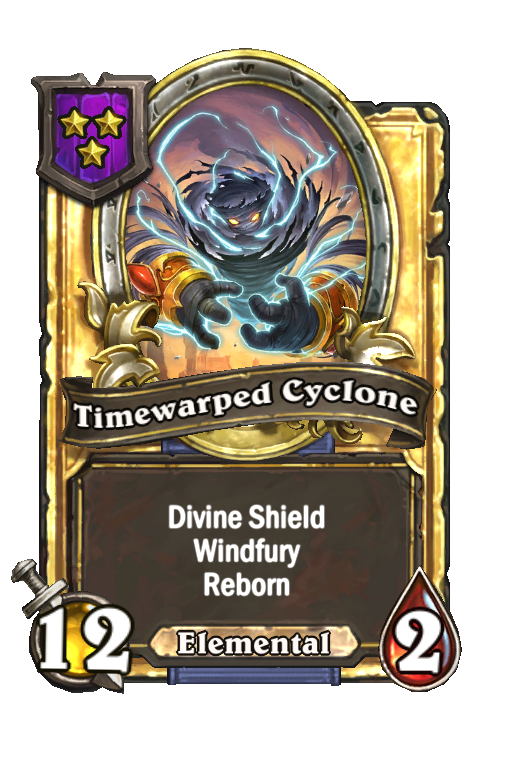 Timewarped Cyclone
Divine Shield
Windfury
Reborn
12
Elemental
2